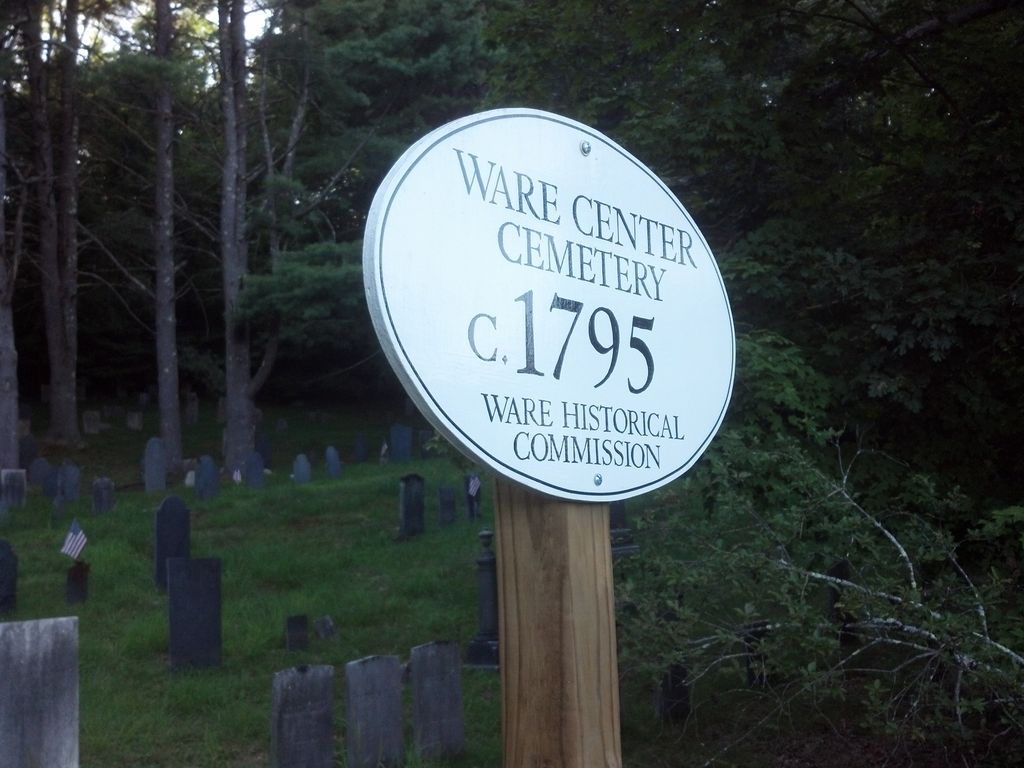 WARE CENTER
CEMETERY
C. 1795
WARE HISTORICAL
COMMISSION